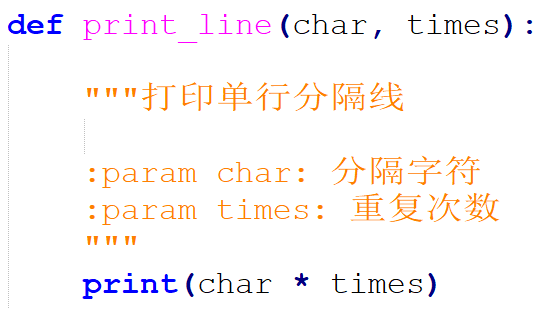 def print_line(char, times):
"""打印单行分隔线
:param char: 分隔字符
:param times: 重复次数
"""
print(char * times)